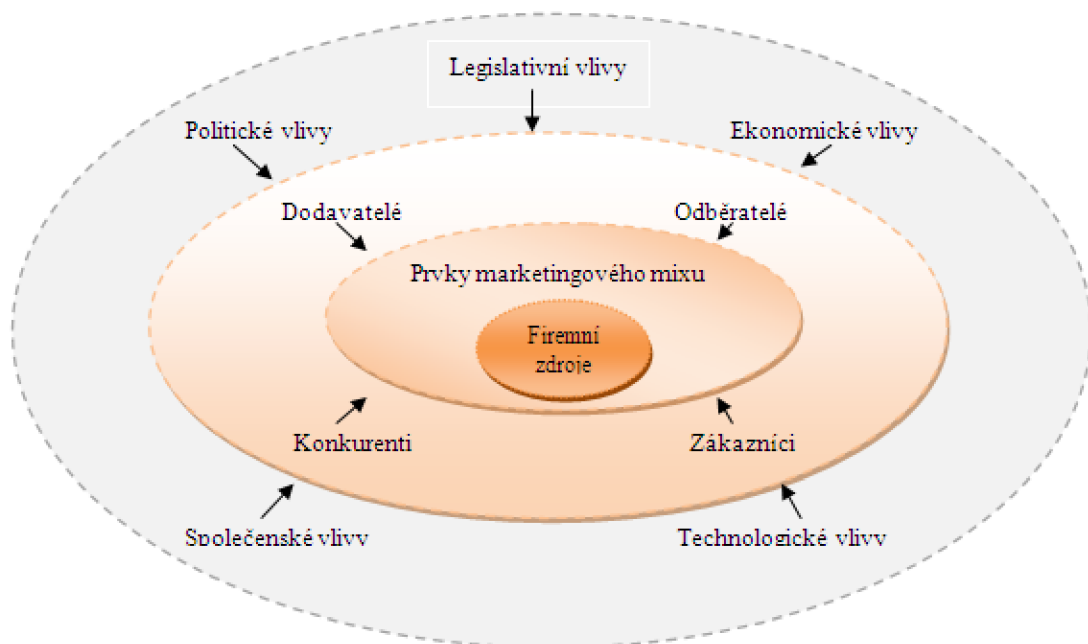 Legislativní vlivy
Politické vlivy
Ekonomické vlivy
Dodavatelé
Odběratelé
Prvky marketingového mixu
Firemní
zdroje
Konkurenti
Zákazníci
Společenské vlivy
Technologické vlivy